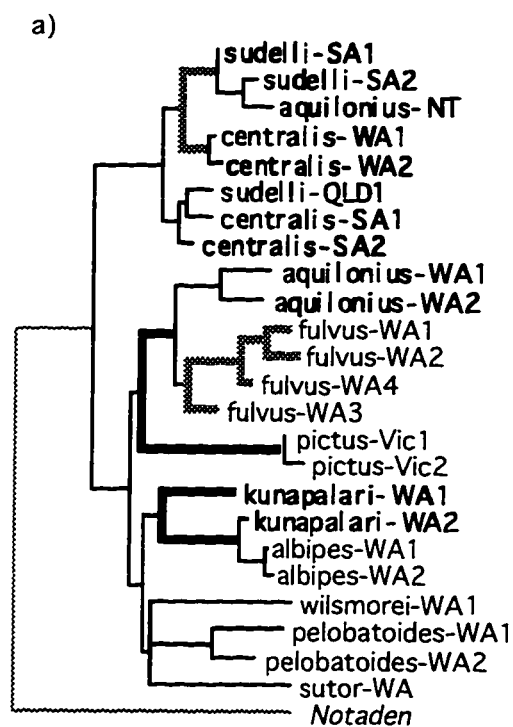 a)
sudelli-SA1
sudelli-SA2
aquilonius-NT
centralis-WA1
centralis-WA2
sudelli-QLD1
centralis-SA1
centralis-SA2
aquilonius-WA1
aquilonius-WA2
fulvus-WA1
fulvus-WA2
fulvus-WA4
fulvus-WA3
pictus-Vic1
pictus-Vic2
kunapalari-WA1
kunapalari-WA2
albipes-WA1
albipes-WA2
wilsmorei-WA1
pelobatoides-WA1
pelobatoides-WA2
sutor-WA
Notaden